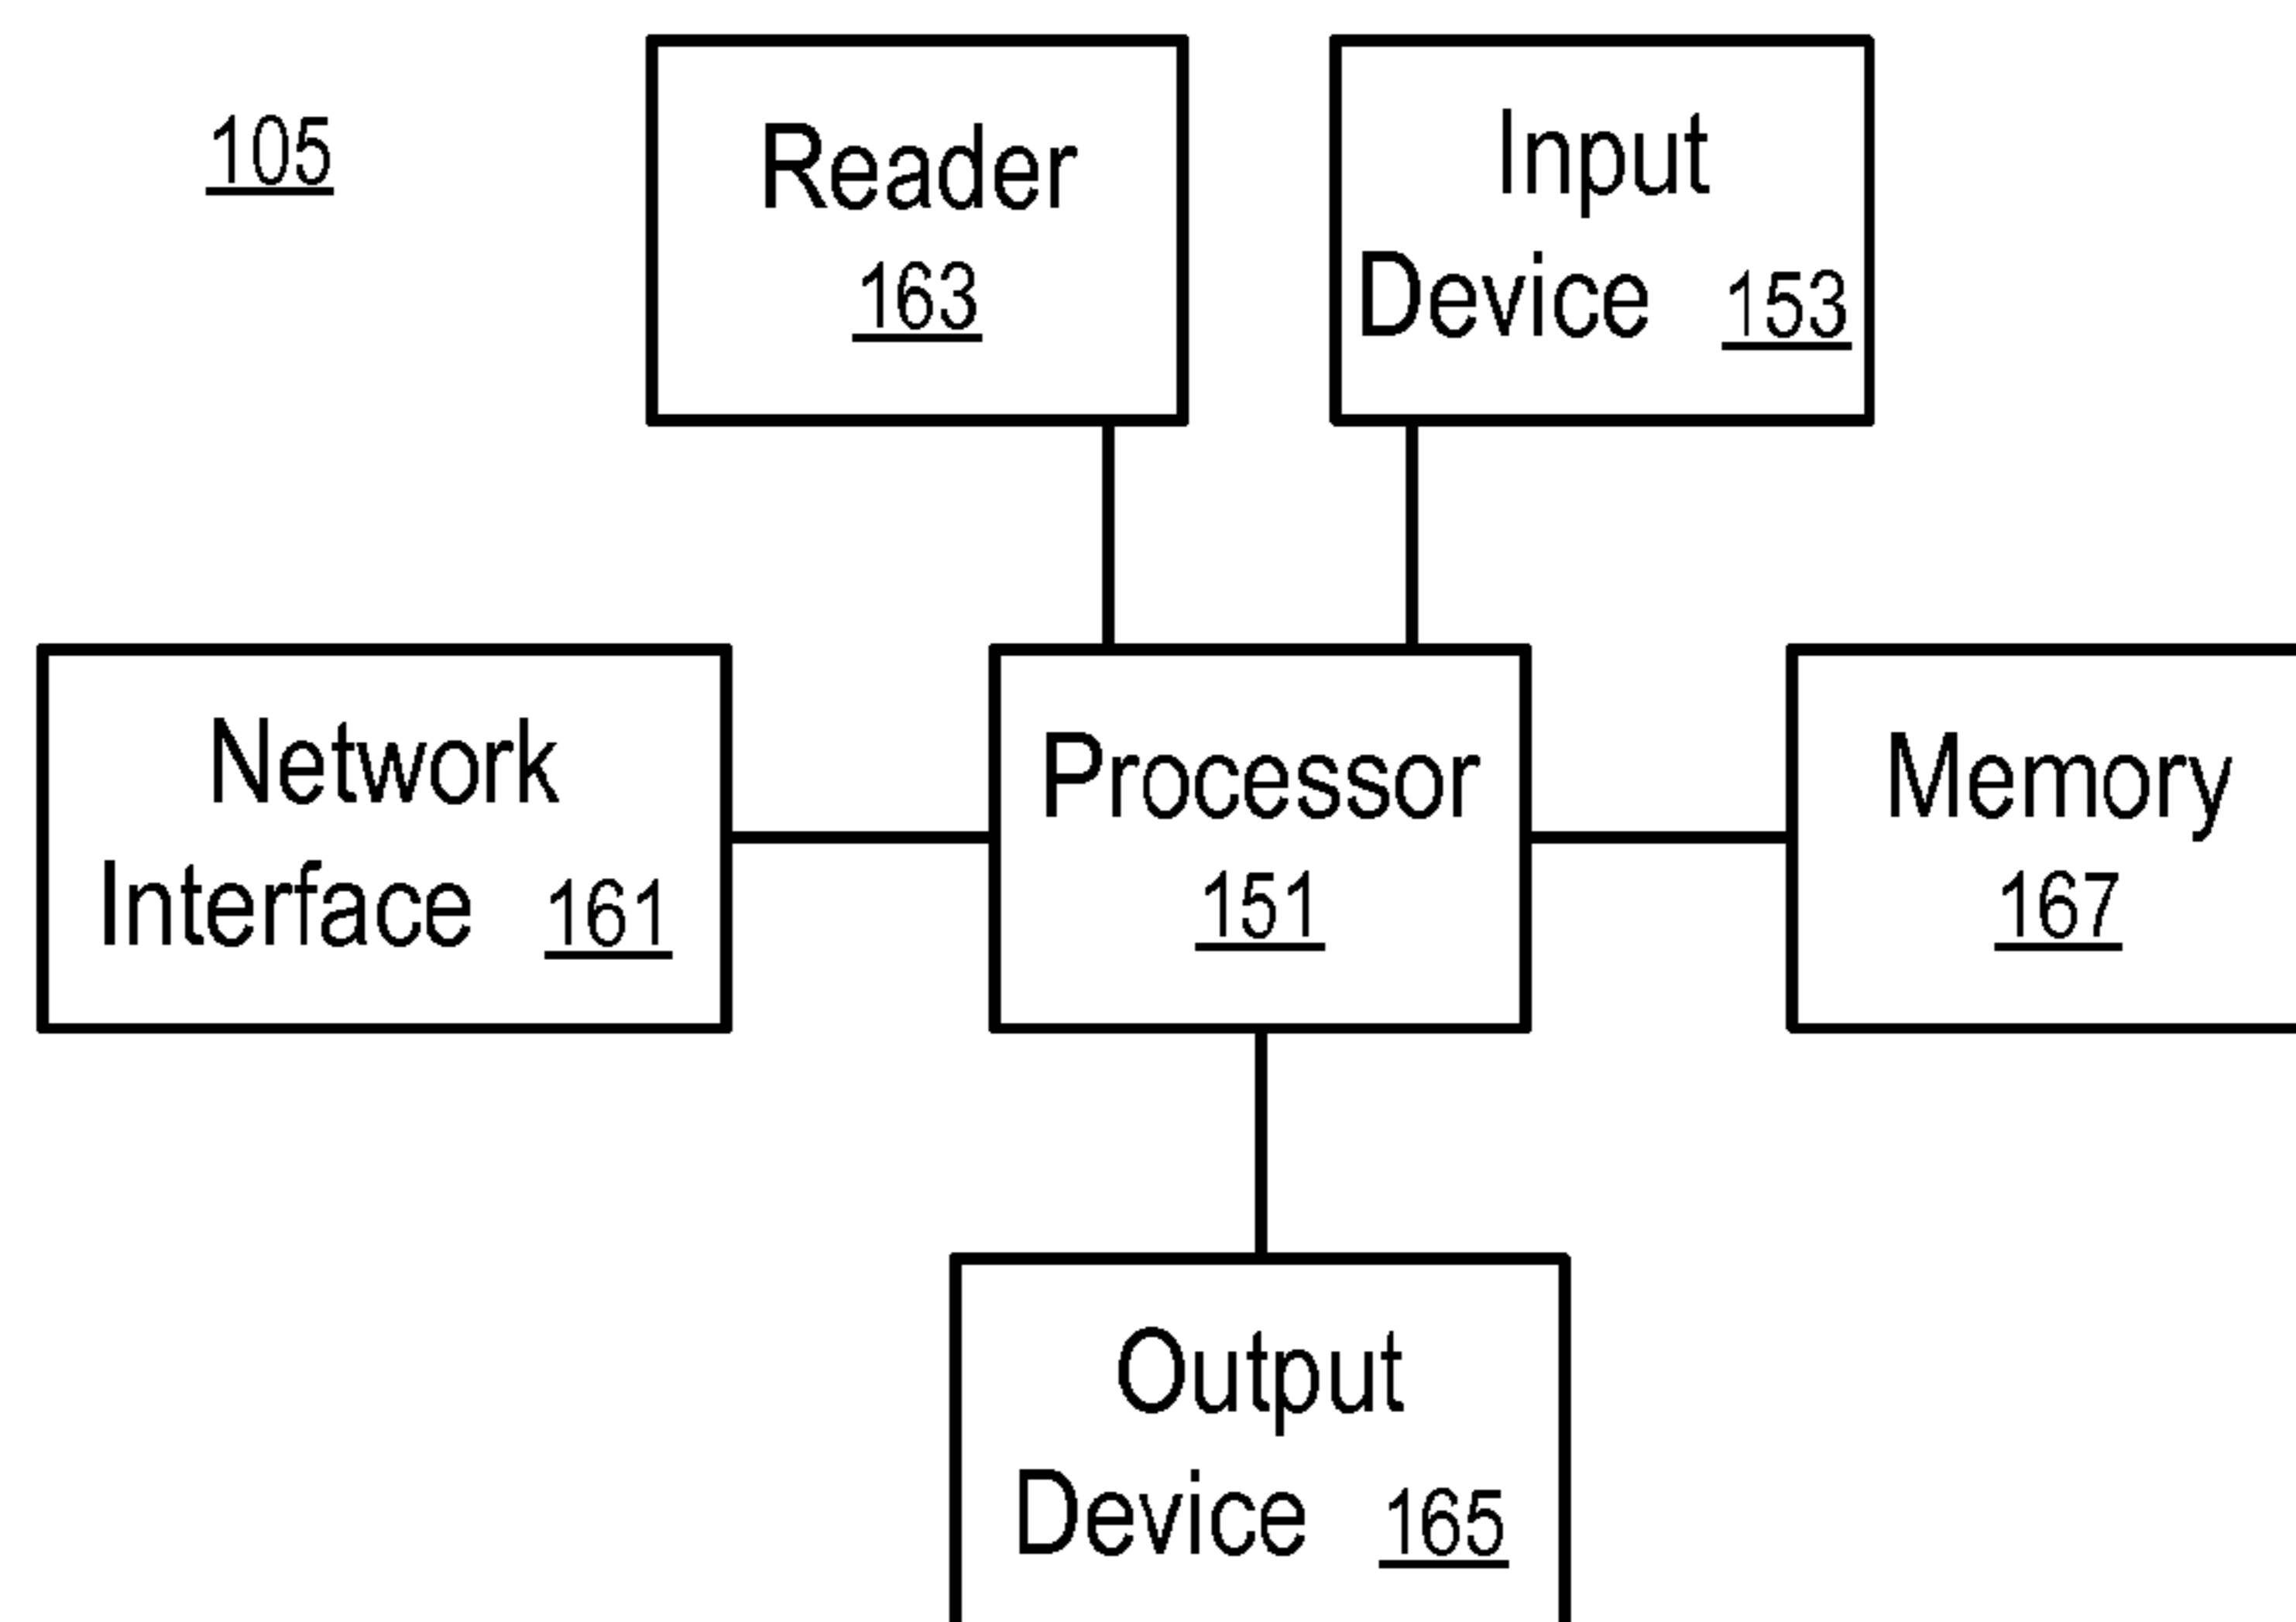 105
Reader
163
Input
Device 153
Network
Interface 161
Processor
151
Memory
167
Output
Device 165